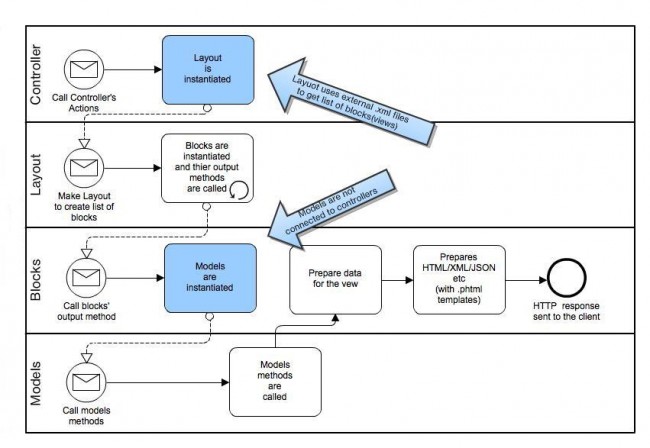 Controller
Call Controller's
Actions
Layout
is
instantiated
Layuot uses external .xml files
to get list of blocks(views)
Layout
Make Layout
to create list of
blocks
Blocks are
instantiated
and thier output
methods
are called
Models are not
connected to controllers
Blocks
Call blocks'
output method
Models
are
instantiated
Prepare data
for the vew
Prepares
HTML/XML/JSON
etc
(with .phtml
templates)
HTTP response
sent to the client
Models
Call models
methods
Models
methods
are
called